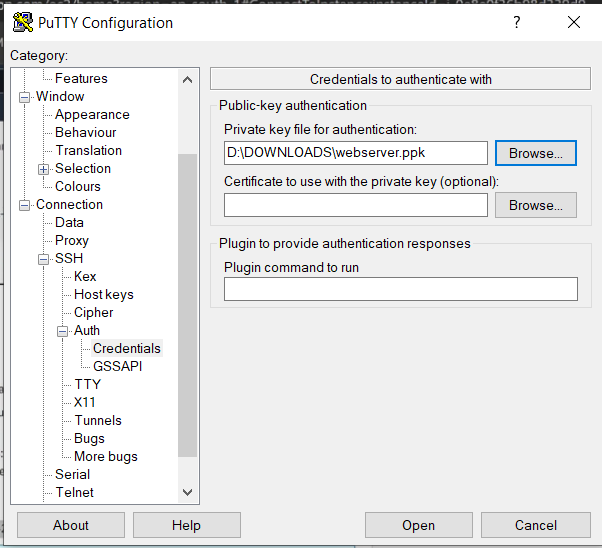 PuTTY Configuration
?
Category:
Features
Window
Appearance
Behaviour
Translation
Selection
Colours
Connection
Data
Proxy
SSH
Kex
Host keys
Cipher
Auth
Credentials
GSSAPI
TTY
X11
Tunnels
Bugs
More bugs
Serial
Telnet
Credentials to authenticate with
Public-key authentication
Private key file for authentication:
D:\DOWNLOADS\webserver.ppk
Browse...
Certificate to use with the private key (optional):
Browse...
Plugin to provide authentication responses
Plugin command to run
About
Help
Open
Cancel